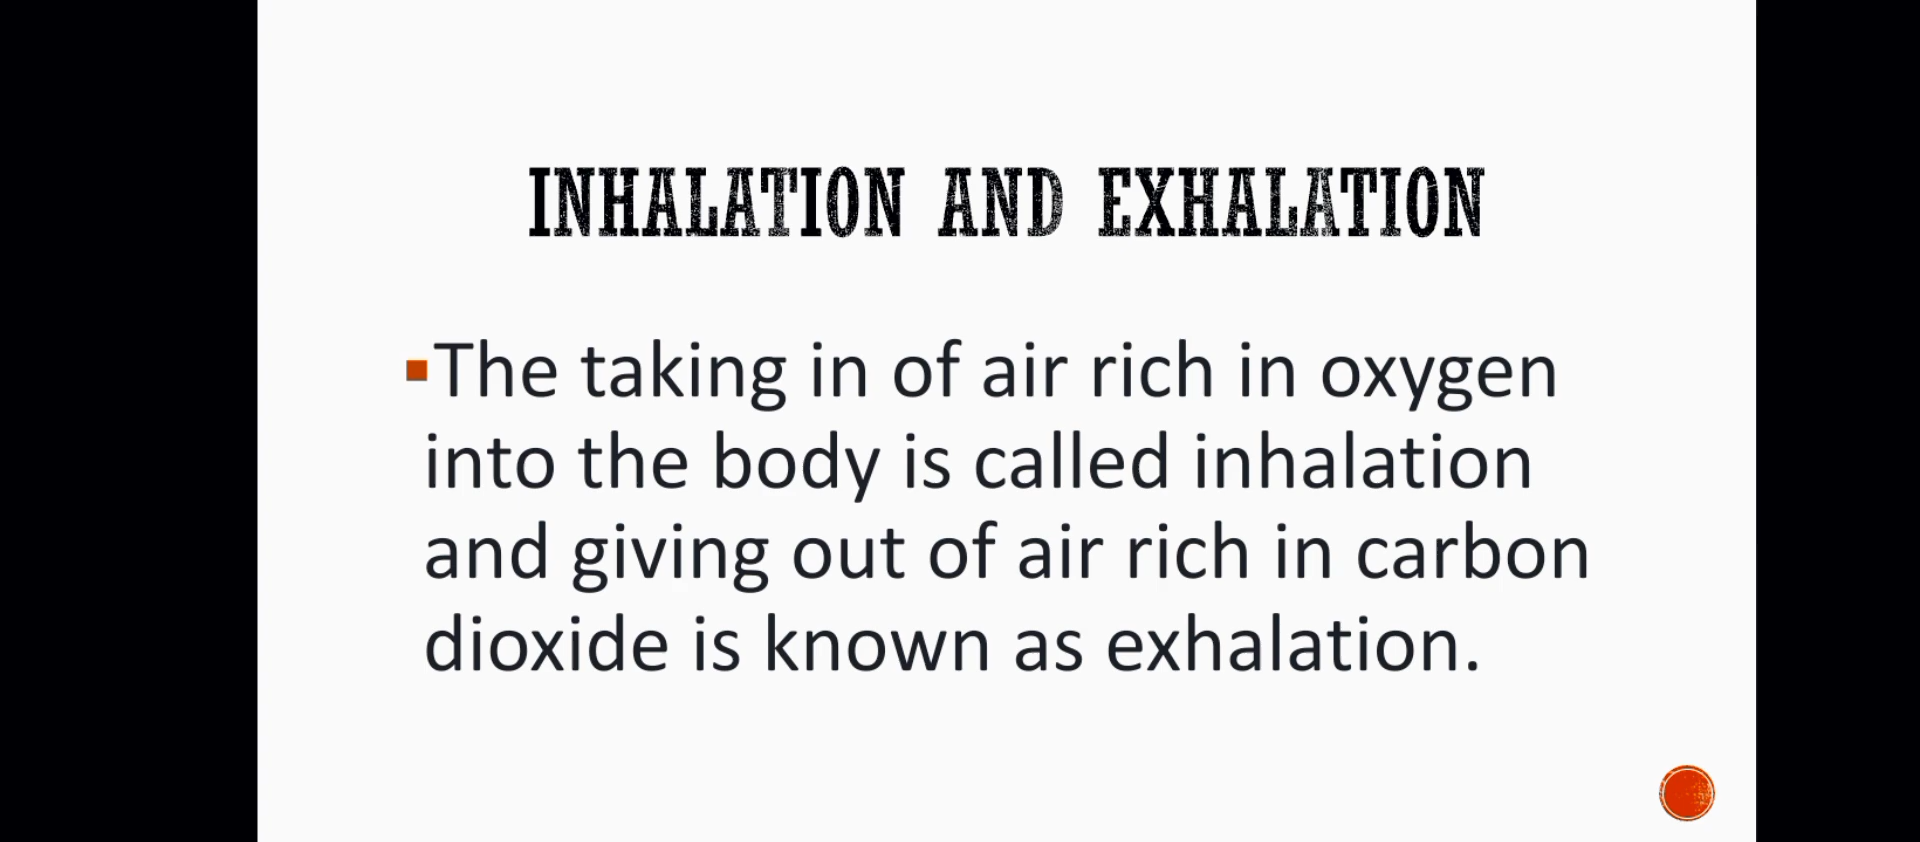 INHALATION AND EXHALATION
▪The taking in of air rich in oxygen
into the body is called inhalation
and giving out of air rich in carbon
dioxide is known as exhalation.